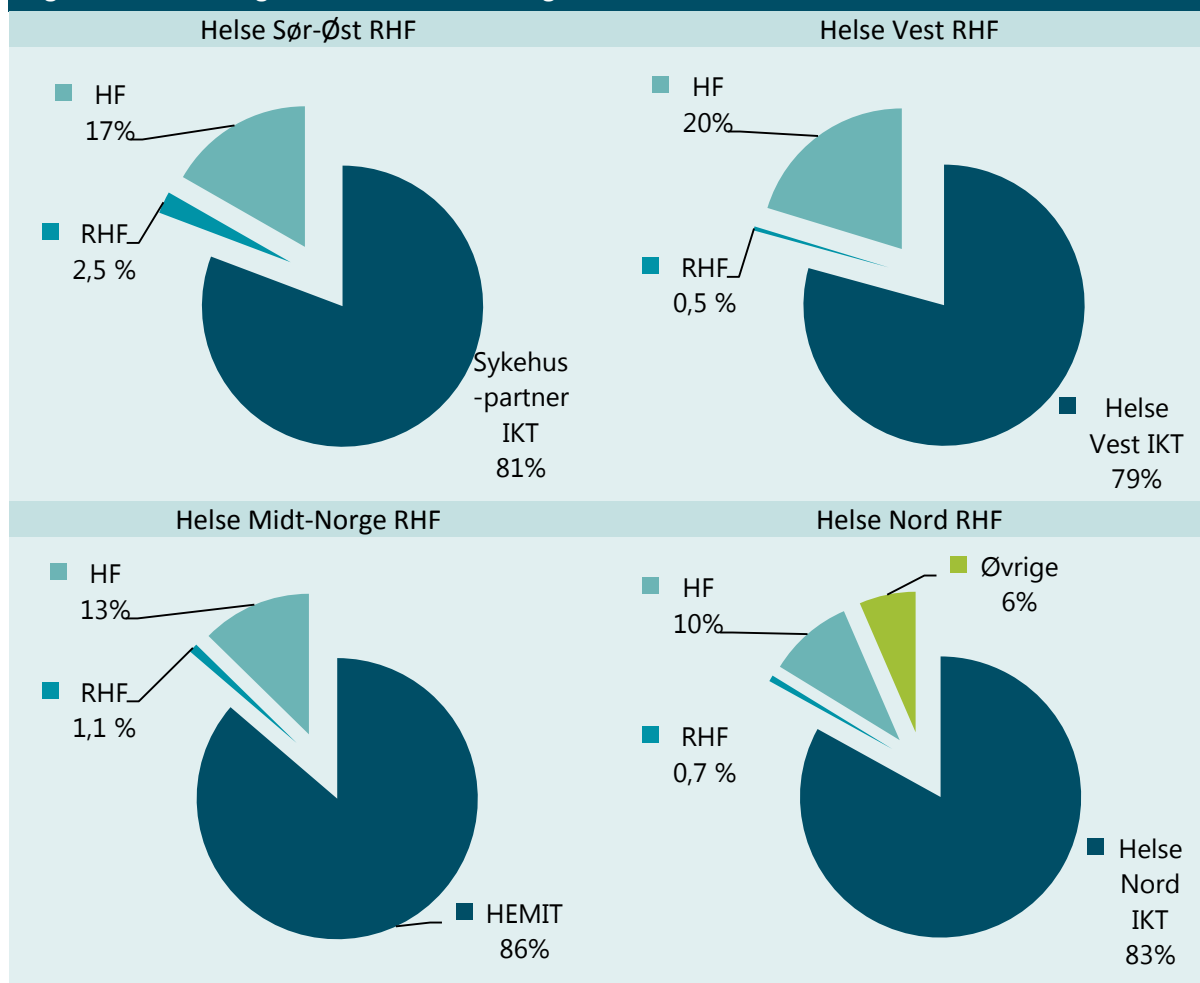 Helse Sør-Øst RHF
HF
17%
RHF
2,5 %
Sykehus
-partner
IKT
81%
Helse Vest RHF
HF
20%
RHF
0,5 %
Helse
Vest IKT
79%
Helse Midt-Norge RHF
HF
13%
RHF
1,1 %
HEMIT
86%
Helse Nord RHF
Øvrige
6%
HF
10%
RHF
0,7 %
Helse
Nord
IKT
83%